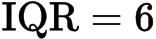 IQR = 6